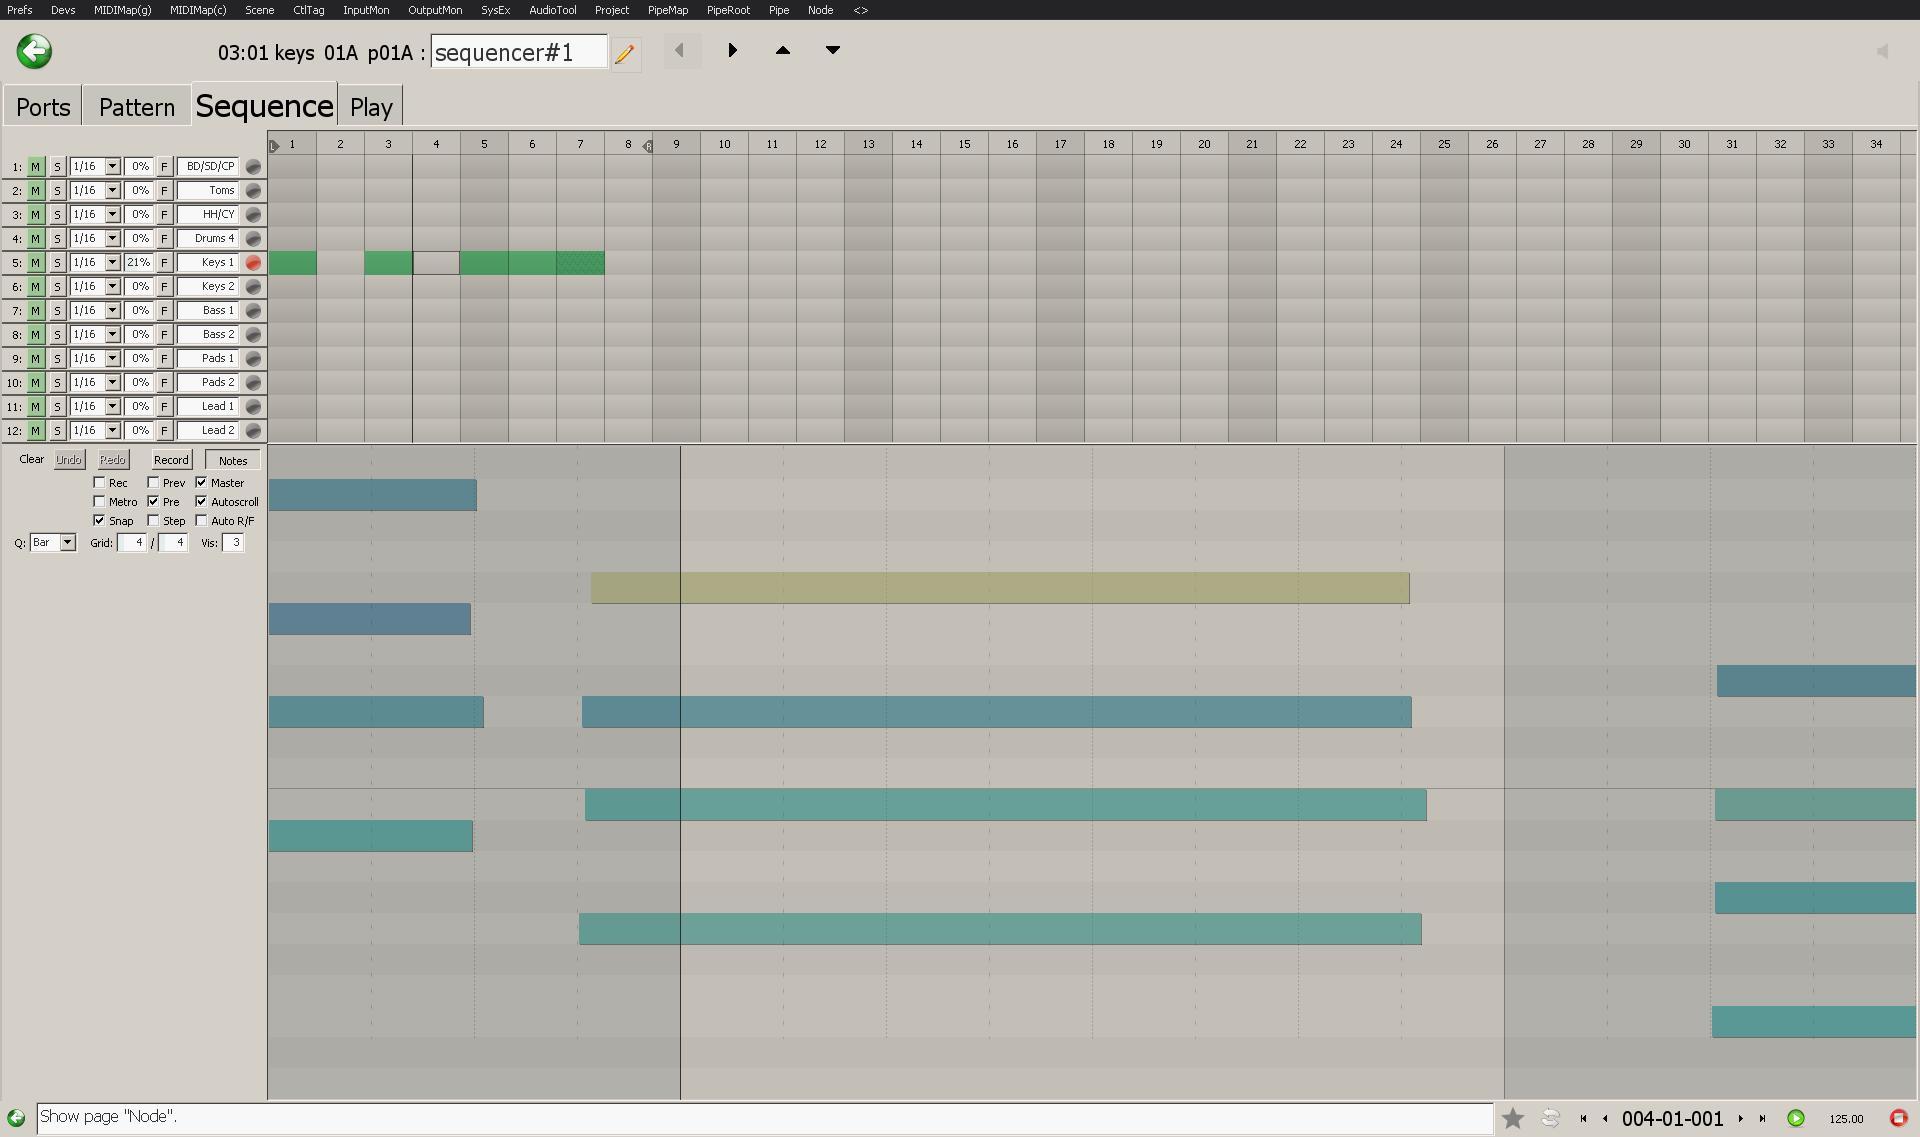 Prefs Devs MIDIMap(g) MIDIMap(c) Scene CtlTag InputMon OutputMon SysEx AudioTool Project PipeMap PipeRoot Pipe Node <>
03:01 keys 01A p01A : sequencer#1
Ports Pattern Sequence Play
L 1 2 3 4 5 6 7 8 R 9 10 11 12 13 14 15 16 17 18 19 20 21 22 23 24 25 26 27 28 29 30 31 32 33 34
1: M S 1/16 0% F BD/SD/CP
2: M S 1/16 0% F Toms
3: M S 1/16 0% F HH/CY
4: M S 1/16 0% F Drums 4
5: M S 1/16 21% F Keys 1
6: M S 1/16 0% F Keys 2
7: M S 1/16 0% F Bass 1
8: M S 1/16 0% F Bass 2
9: M S 1/16 0% F Pads 1
10: M S 1/16 0% F Pads 2
11: M S 1/16 0% F Lead 1
12: M S 1/16 0% F Lead 2
Clear Undo Redo Record Notes
Rec Prev Master
Metro Pre Autoscroll
Snap Step Auto R/F
Q: Bar Grid: 4 / 4 Vis: 3
Show page "Node". 004-01-001 125.00